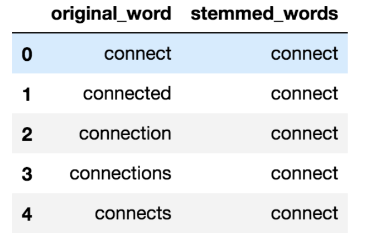 original_word stemmed_words
0 connect connect
1 connected connect
2 connection connect
3 connections connect
4 connects connect